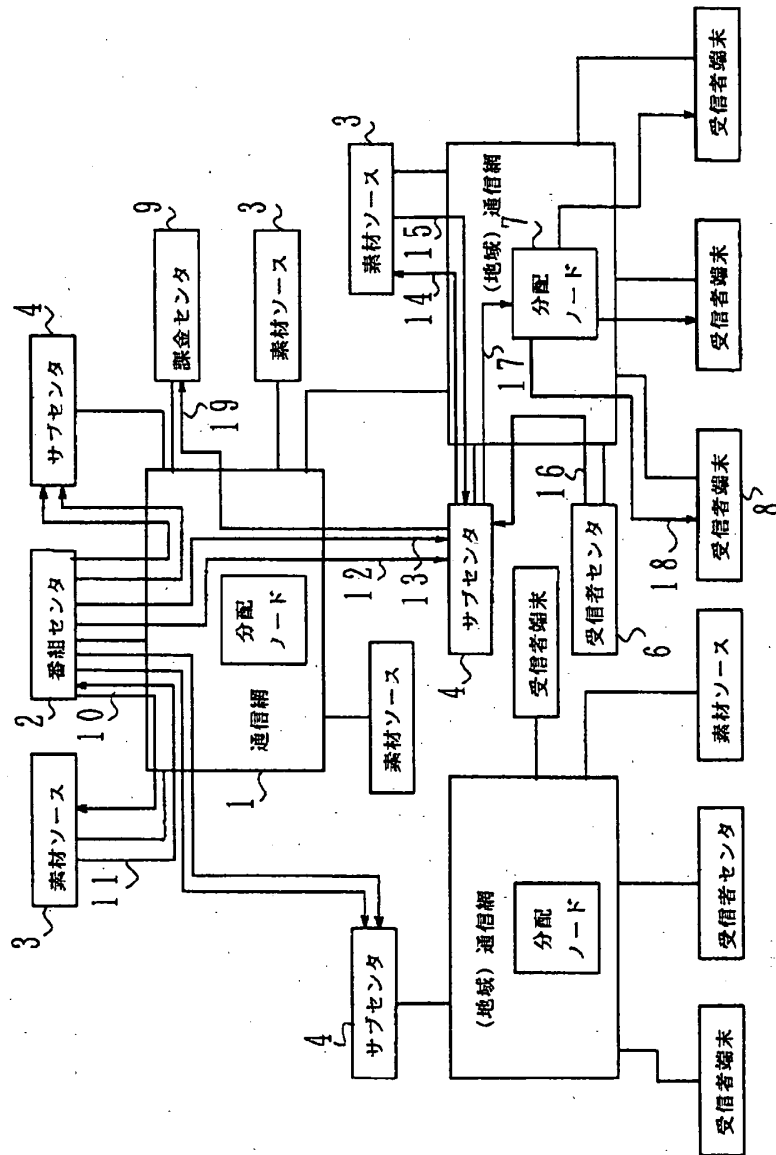 3
素材ソース
11
2
番組センタ
10
4
サブセンタ
9
課金センタ
19
3
素材ソース
1
通信網
分配
ノード
素材ソース
12
13
4
サブセンタ
4
サブセンタ
3
素材ソース
14
15
(地域) 通信網
7
分配
ノード
17
16
受信者センタ
6
受信者端末
(地域) 通信網
分配
ノード
18
受信者端末
受信者センタ
素材ソース
受信者端末
8
受信者端末
受信者端末